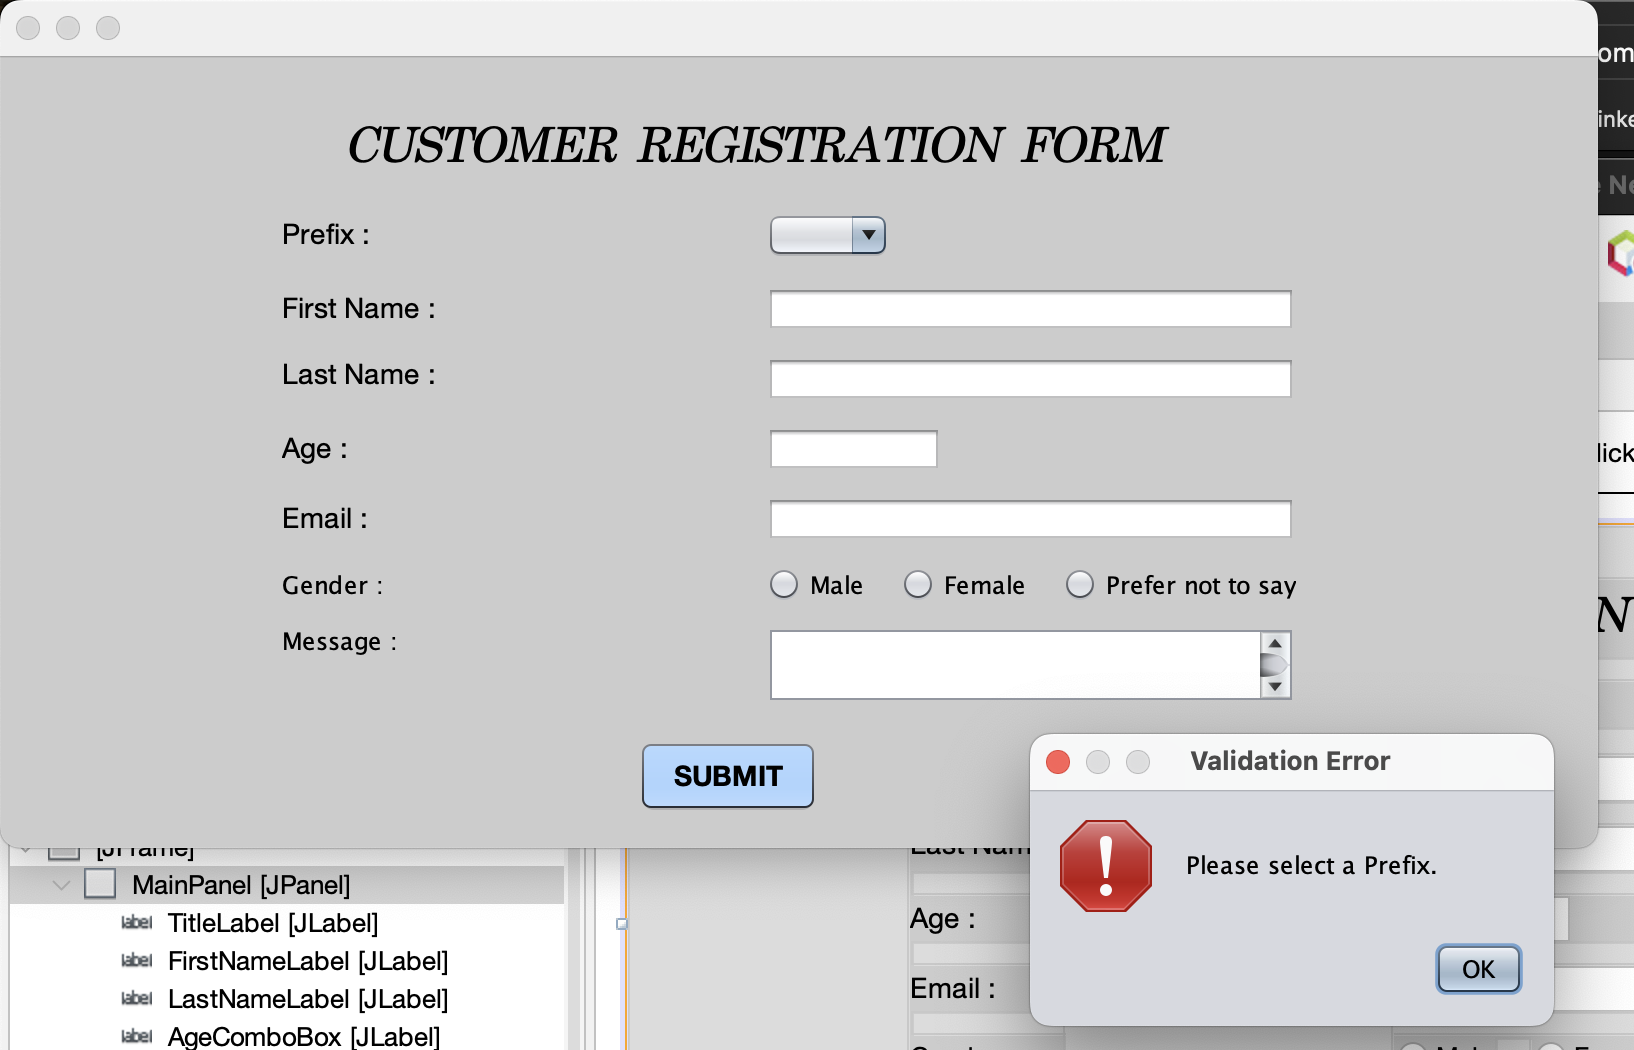 CUSTOMER REGISTRATION FORM
Prefix :
First Name :
Last Name :
Age :
Email :
Gender :
Male
Female
Prefer not to say
Message :
SUBMIT
Validation Error
Please select a Prefix.
OK
[JFrame]
MainPanel [JPanel]
label TitleLabel [JLabel]
label FirstNameLabel [JLabel]
label LastNameLabel [JLabel]
label AgeComboBox [JLabel]
Age :
Email :